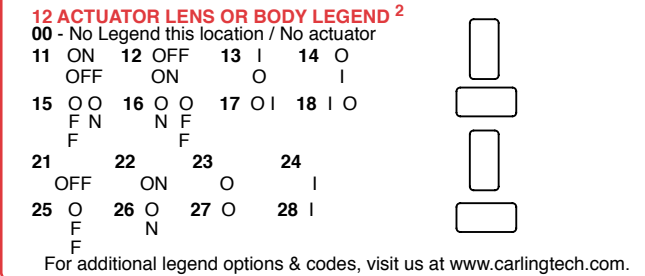 12 ACTUATOR LENS OR BODY LEGEND 2
00 - No Legend this location / No actuator
11 ON 12 OFF 13 I 14 O
OFF ON O I
15 O O 16 O O 17 O I 18 I O
F N N F
F F
21 22 23 24
OFF ON O I
25 O 26 O 27 O 28 I
F N
F
For additional legend options & codes, visit us at www.carlingtech.com.